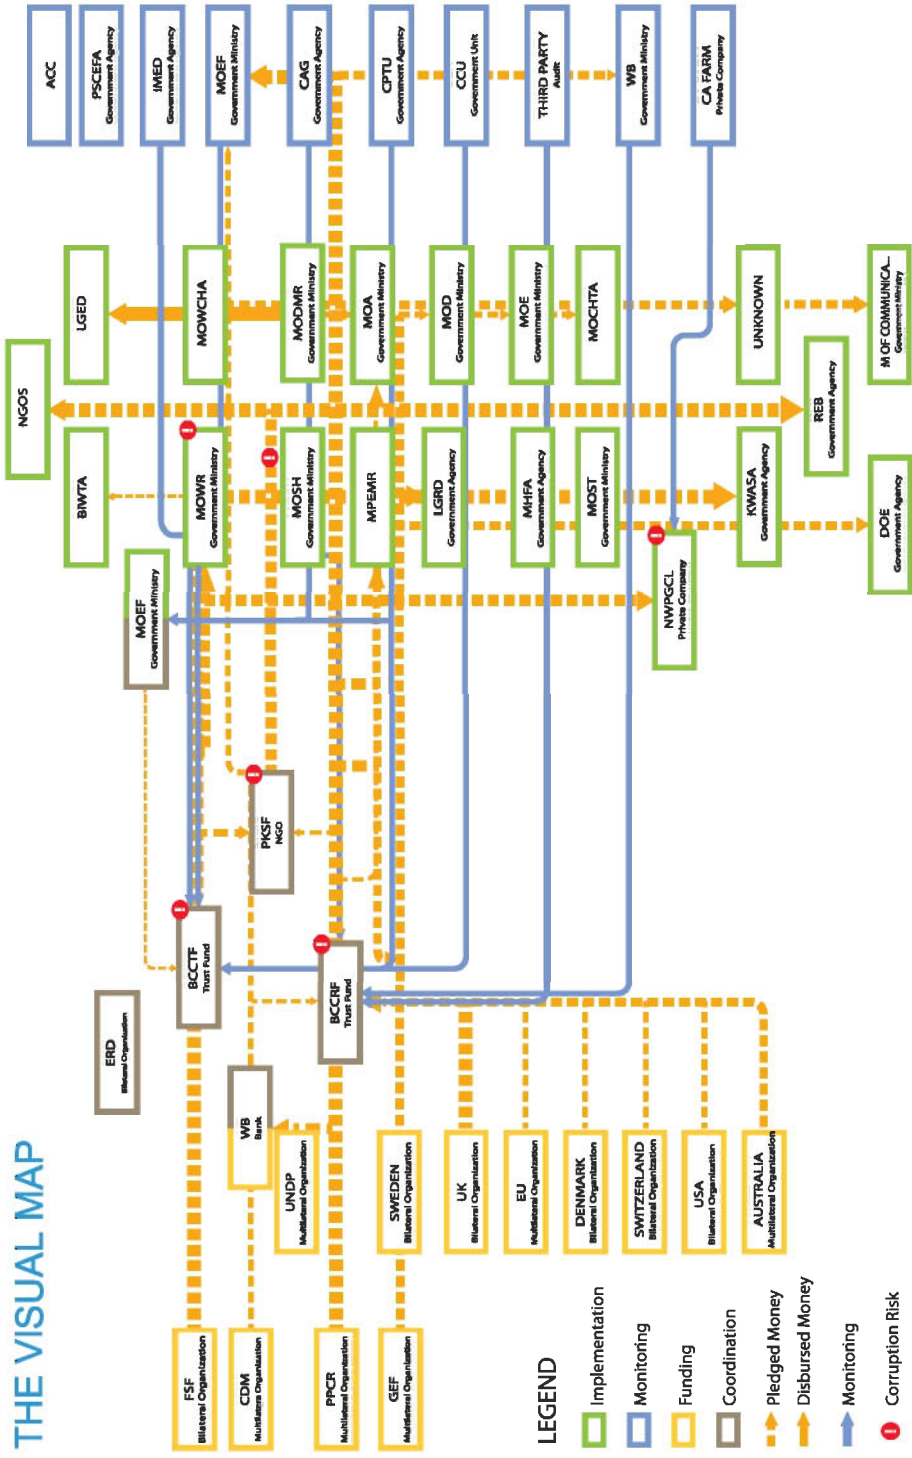 THE VISUAL MAP
FSF
Bilateral Organization
CDM
Multilatera Organization
PPCR
Multilateral Organization
GEF
Multilateral Organization
WB
Bank
UNDP
Multilateral Organization
SWEDEN
Bilateral Organization
UK
Bilateral Organization
EU
Multilateral Organization
DENMARK
Bilateral Organization
SWITZERLAND
Bilateral Organization
USA
Bilateral Organization
AUSTRALIA
Multilateral Organization
ERD
Bilateral Organization
BCCTF
Trust Fund
BCCRF
Trust Fund
PKSF
NGO
MOEF
Government Ministry
NGOS
BIWTA
MOWR
Government Ministry
MOSH
Government Ministry
MPEMR
LGRD
Government Agency
MHFA
Government Agency
MOST
Government Ministry
NWPGCL
Private Company
KWASA
Government Agency
DOE
Government Agency
REB
Government Agency
LGED
MOWCHA
MODMR
Government Ministry
MOA
Government Ministry
MOD
Government Ministry
MOE
Government Ministry
MOCHTA
UNKNOWN
M OF COMMUNICA...
Government Ministry
ACC
PSCEFA
Government Agency
IMED
Government Agency
MOEF
Government Ministry
CAG
Government Agency
CPTU
Government Agency
CCU
Government Unit
THIRD PARTY
Audit
WB
Government Ministry
CA FARM
Private Company
LEGEND
Implementation
Monitoring
Funding
Coordination
Pledged Money
Disbursed Money
Monitoring
Corruption Risk